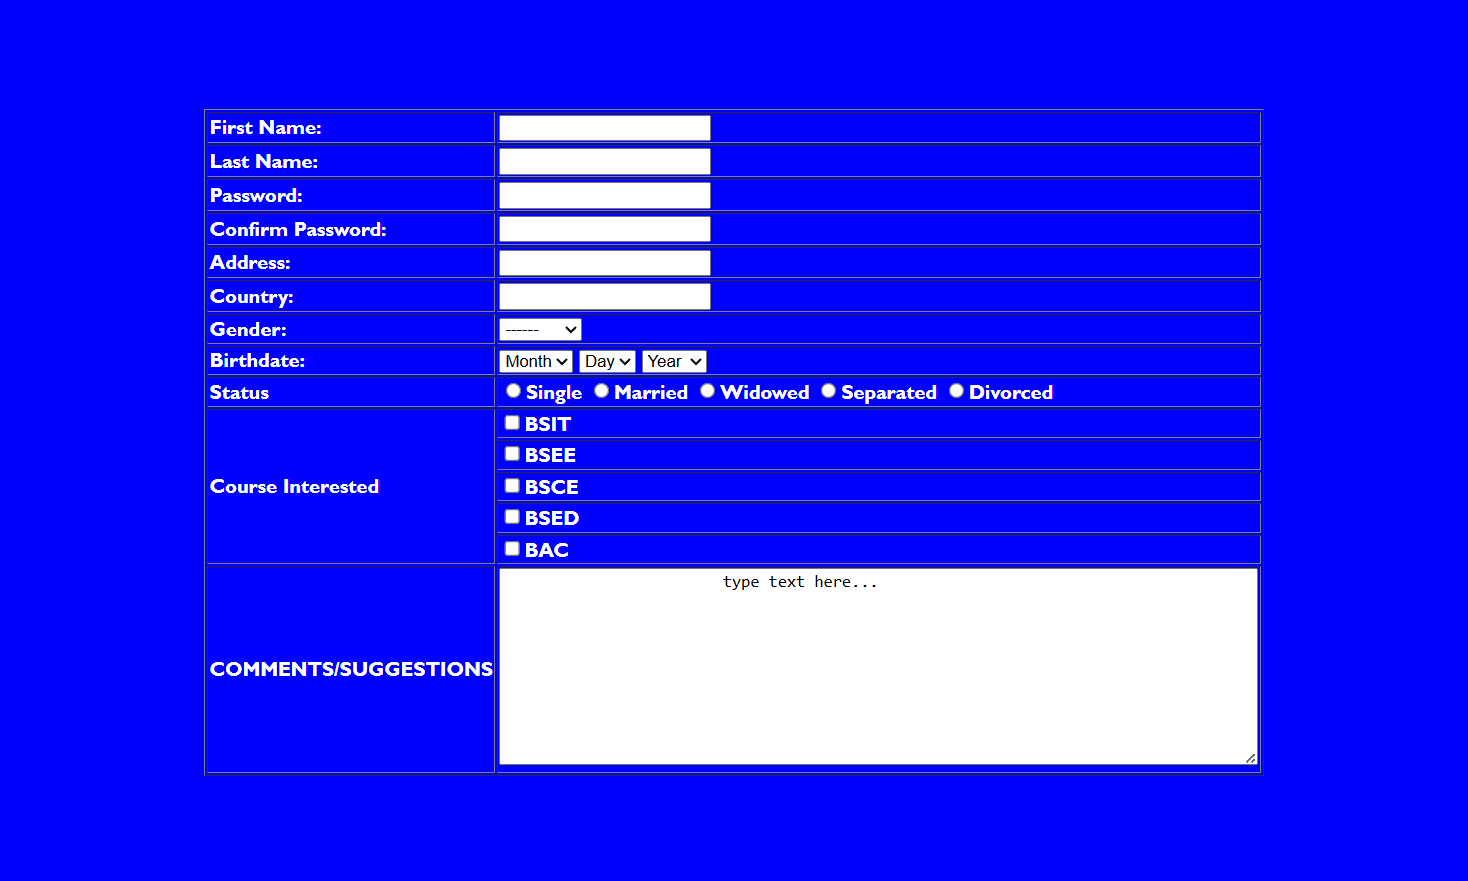 First Name:
Last Name:
Password:
Confirm Password:
Address:
Country:
Gender: ------
Birthdate: Month Day Year
Status Single Married Widowed Separated Divorced
Course Interested
BSIT
BSEE
BSCE
BSED
BAC
COMMENTS/SUGGESTIONS
type text here...